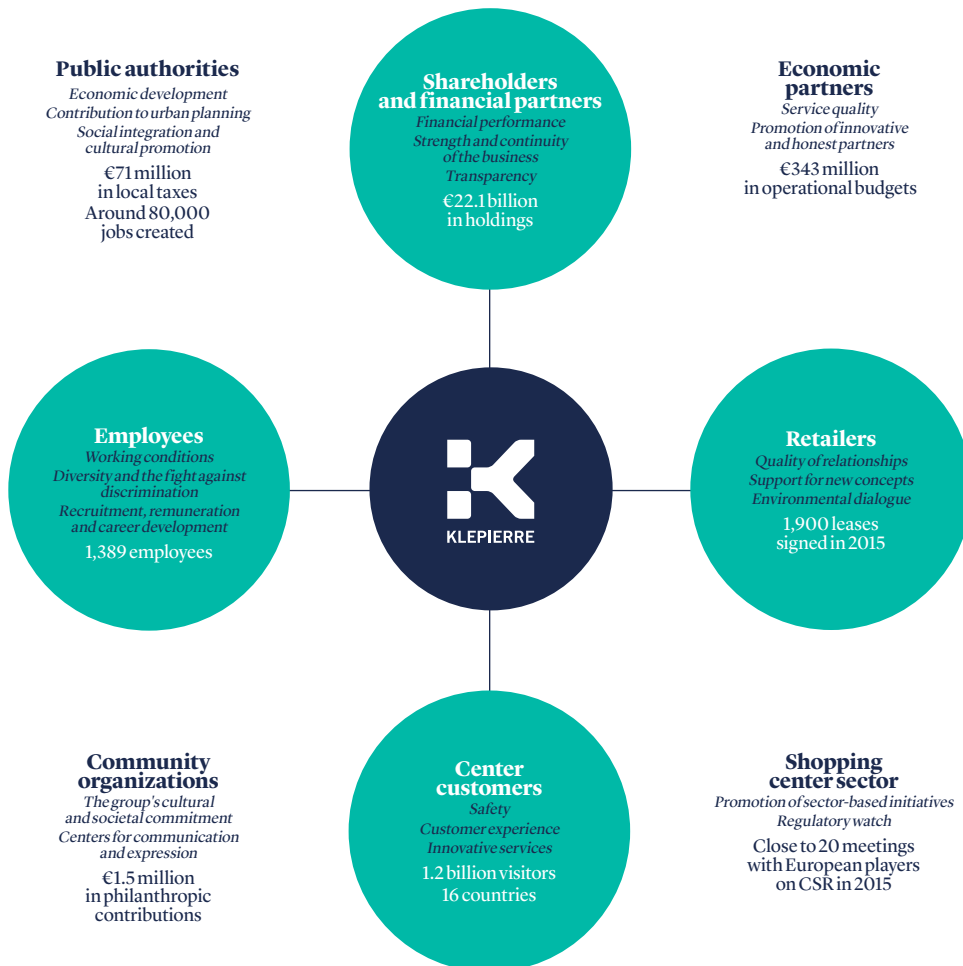 Public authorities
Economic development
Contribution to urban planning
Social integration and
cultural promotion
€71 million
in local taxes
Around 80,000
jobs created
Shareholders
and financial partners
Financial performance
Strength and continuity
of the business
Transparency
€22.1 billion
in holdings
Economic
partners
Service quality
Promotion of innovative
and honest partners
€343 million
in operational budgets
Employees
Working conditions
Diversity and the fight against
discrimination
Recruitment, remuneration
and career development
1,389 employees
KLEPIERRE
Retailers
Quality of relationships
Support for new concepts
Environmental dialogue
1,900 leases
signed in 2015
Community
organizations
The group's cultural
and societal commitment
Centers for communication
and expression
€1.5 million
in philanthropic
contributions
Center
customers
Safety
Customer experience
Innovative services
1.2 billion visitors
16 countries
Shopping
center sector
Promotion of sector-based initiatives
Regulatory watch
Close to 20 meetings
with European players
on CSR in 2015